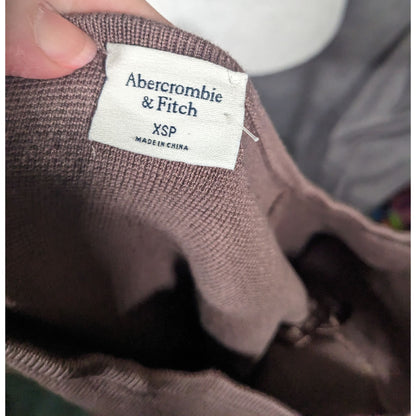 Abercrombie
& Fitch
XSP
MADE IN CHINA